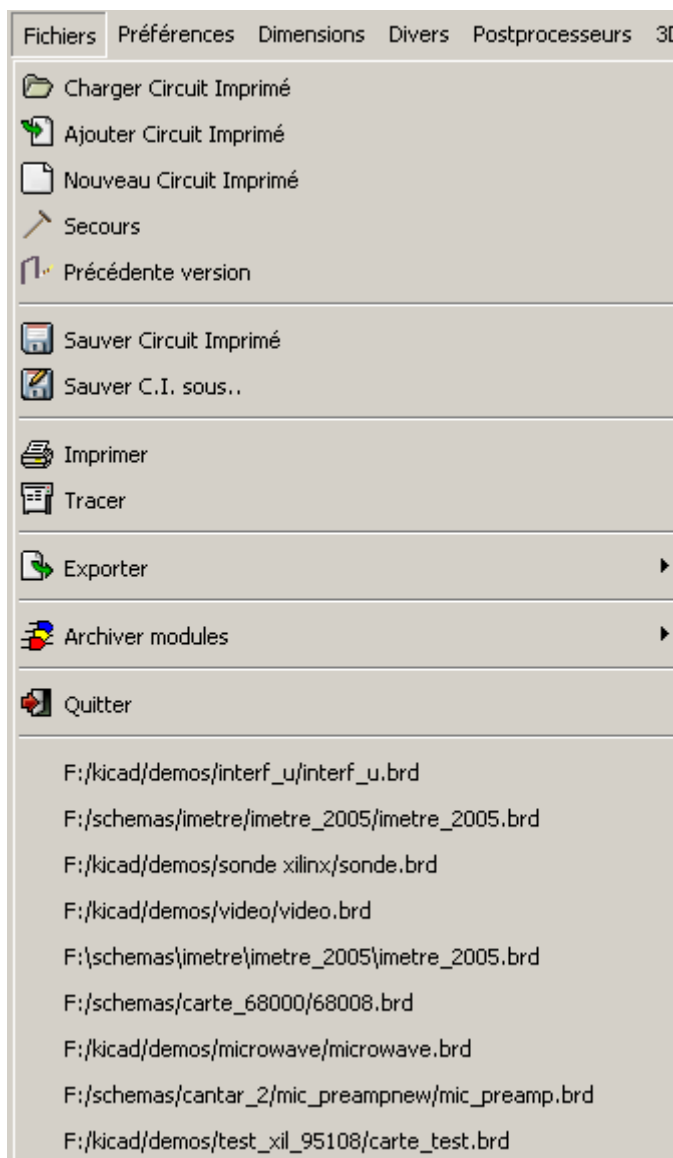 Fichiers Préférences Dimensions Divers Postprocesseurs 3D
Charger Circuit Imprimé
Ajouter Circuit Imprimé
Nouveau Circuit Imprimé
Secours
Précédente version
Sauver Circuit Imprimé
Sauver C.I. sous..
Imprimer
Tracer
Exporter
Archiver modules
Quitter
F:/kicad/demos/interf_u/interf_u.brd
F:/schemas/imetre/imetre_2005/imetre_2005.brd
F:/kicad/demos/sonde xilinx/sonde.brd
F:/kicad/demos/video/video.brd
F:\schemas\imetre\imetre_2005\imetre_2005.brd
F:/schemas/carte_68000/68008.brd
F:/kicad/demos/microwave/microwave.brd
F:/schemas/cantar_2/mic_preampnew/mic_preamp.brd
F:/kicad/demos/test_xil_95108/carte_test.brd